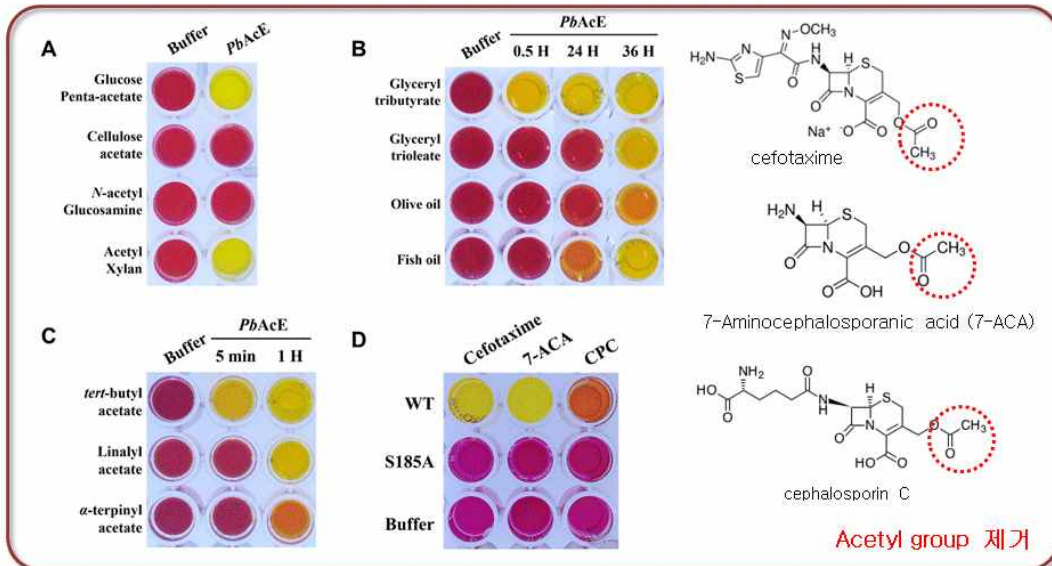 A
Buffer
PbAcE
Glucose
Penta-acetate
Cellulose
acetate
N-acetyl
Glucosamine
Acetyl
Xylan
B
Buffer
PbAcE
0.5 H 24 H 36 H
Glyceryl
tributyrate
Glyceryl
trioleate
Olive oil
Fish oil
C
Buffer
PbAcE
5 min 1 H
tert-butyl
acetate
Linalyl
acetate
α-terpinyl
acetate
D
Cefotaxime
7-ACA
CPC
WT
S185A
Buffer
N OCH₃
H₂N N S O H N H S
O N O O
Na⁺ ⁻O O CH₃
cefotaxime
H₂N H S
O N O CH₃
O OH O
7-Aminocephalosporanic acid (7-ACA)
NH₂ O H
HO O N H S
O N O CH₃
HO O O
cephalosporin C
Acetyl group 제거